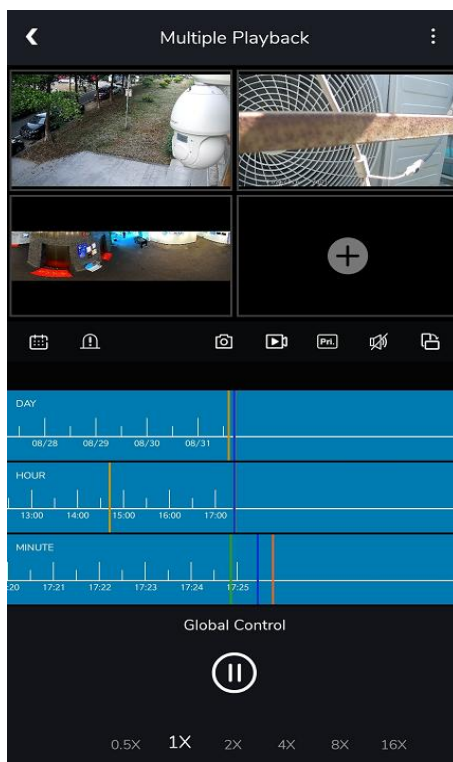 Multiple Playback
Pri.
DAY
08/28 08/29 08/30 08/31
HOUR
13:00 14:00 15:00 16:00 17:00
MINUTE
:20 17:21 17:22 17:23 17:24 17:25
Global Control
0.5X 1X 2X 4X 8X 16X